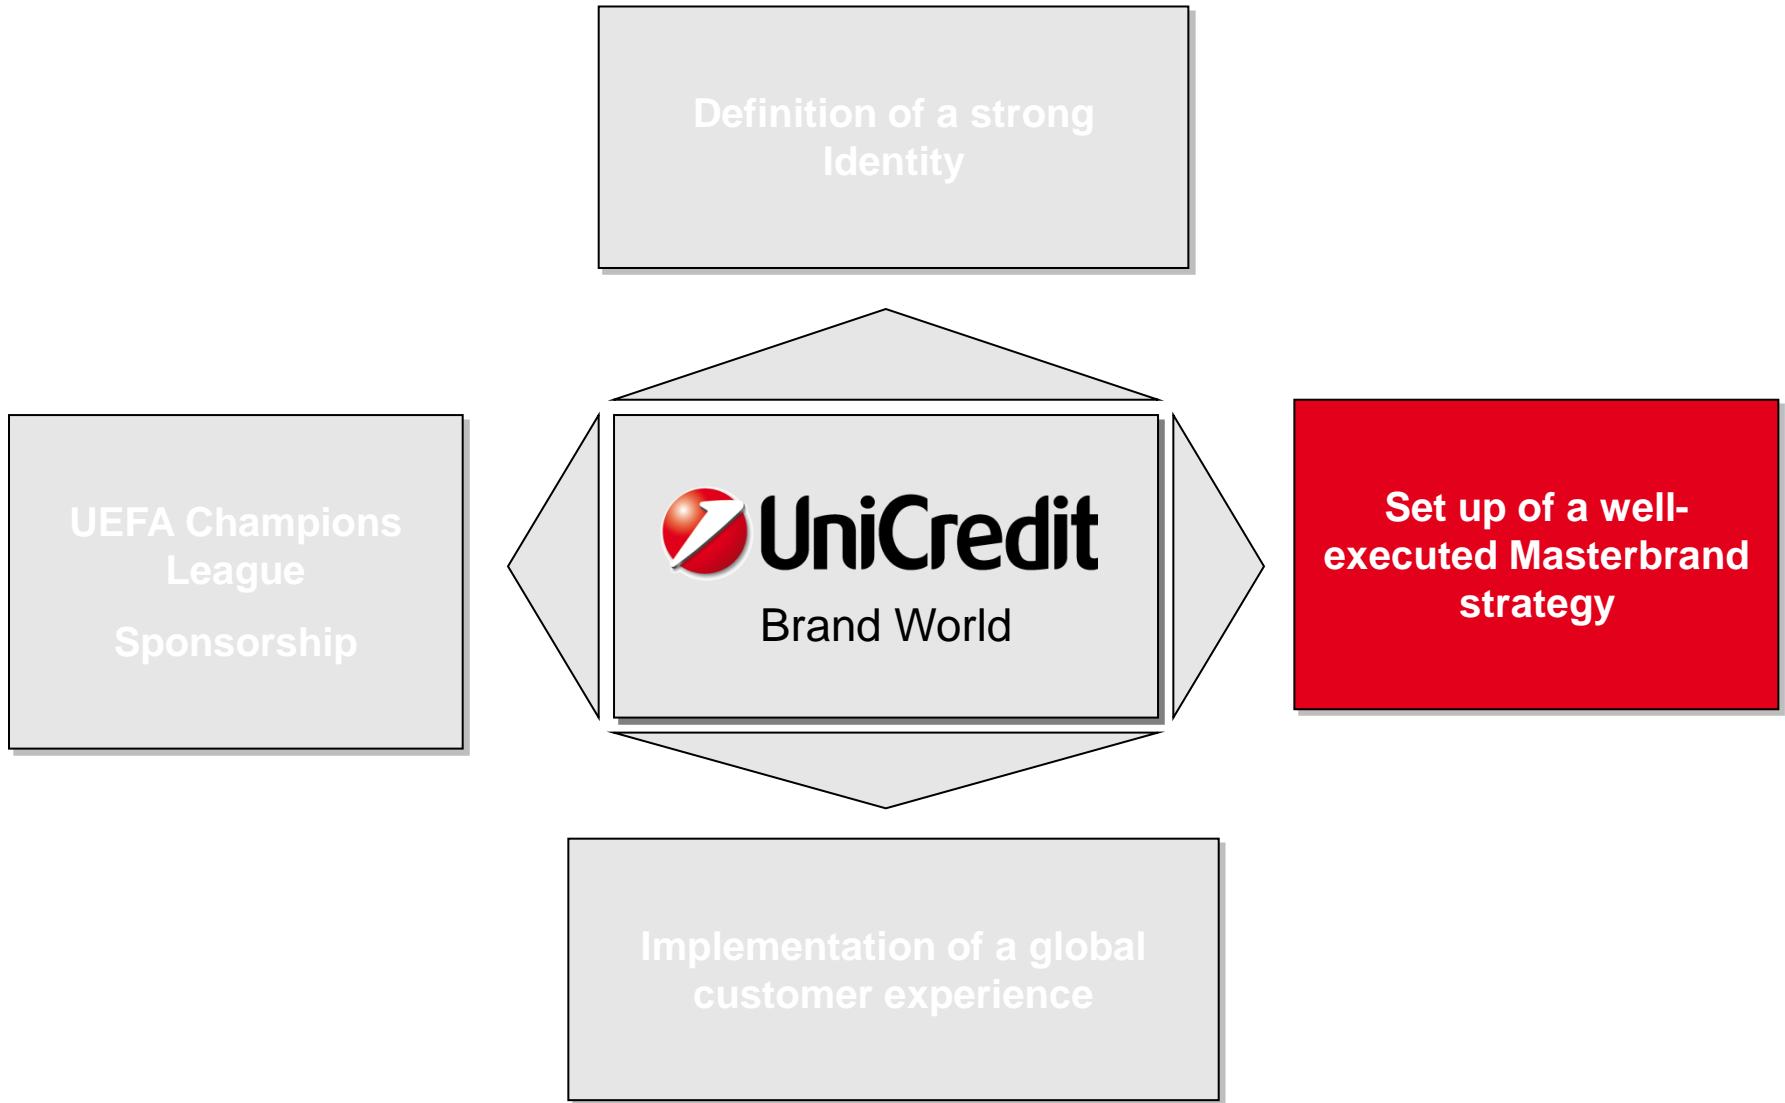 Definition of a strong
Identity
UEFA Champions
League
Sponsorship
UniCredit
Brand World
Set up of a well-
executed Masterbrand
strategy
Implementation of a global
customer experience